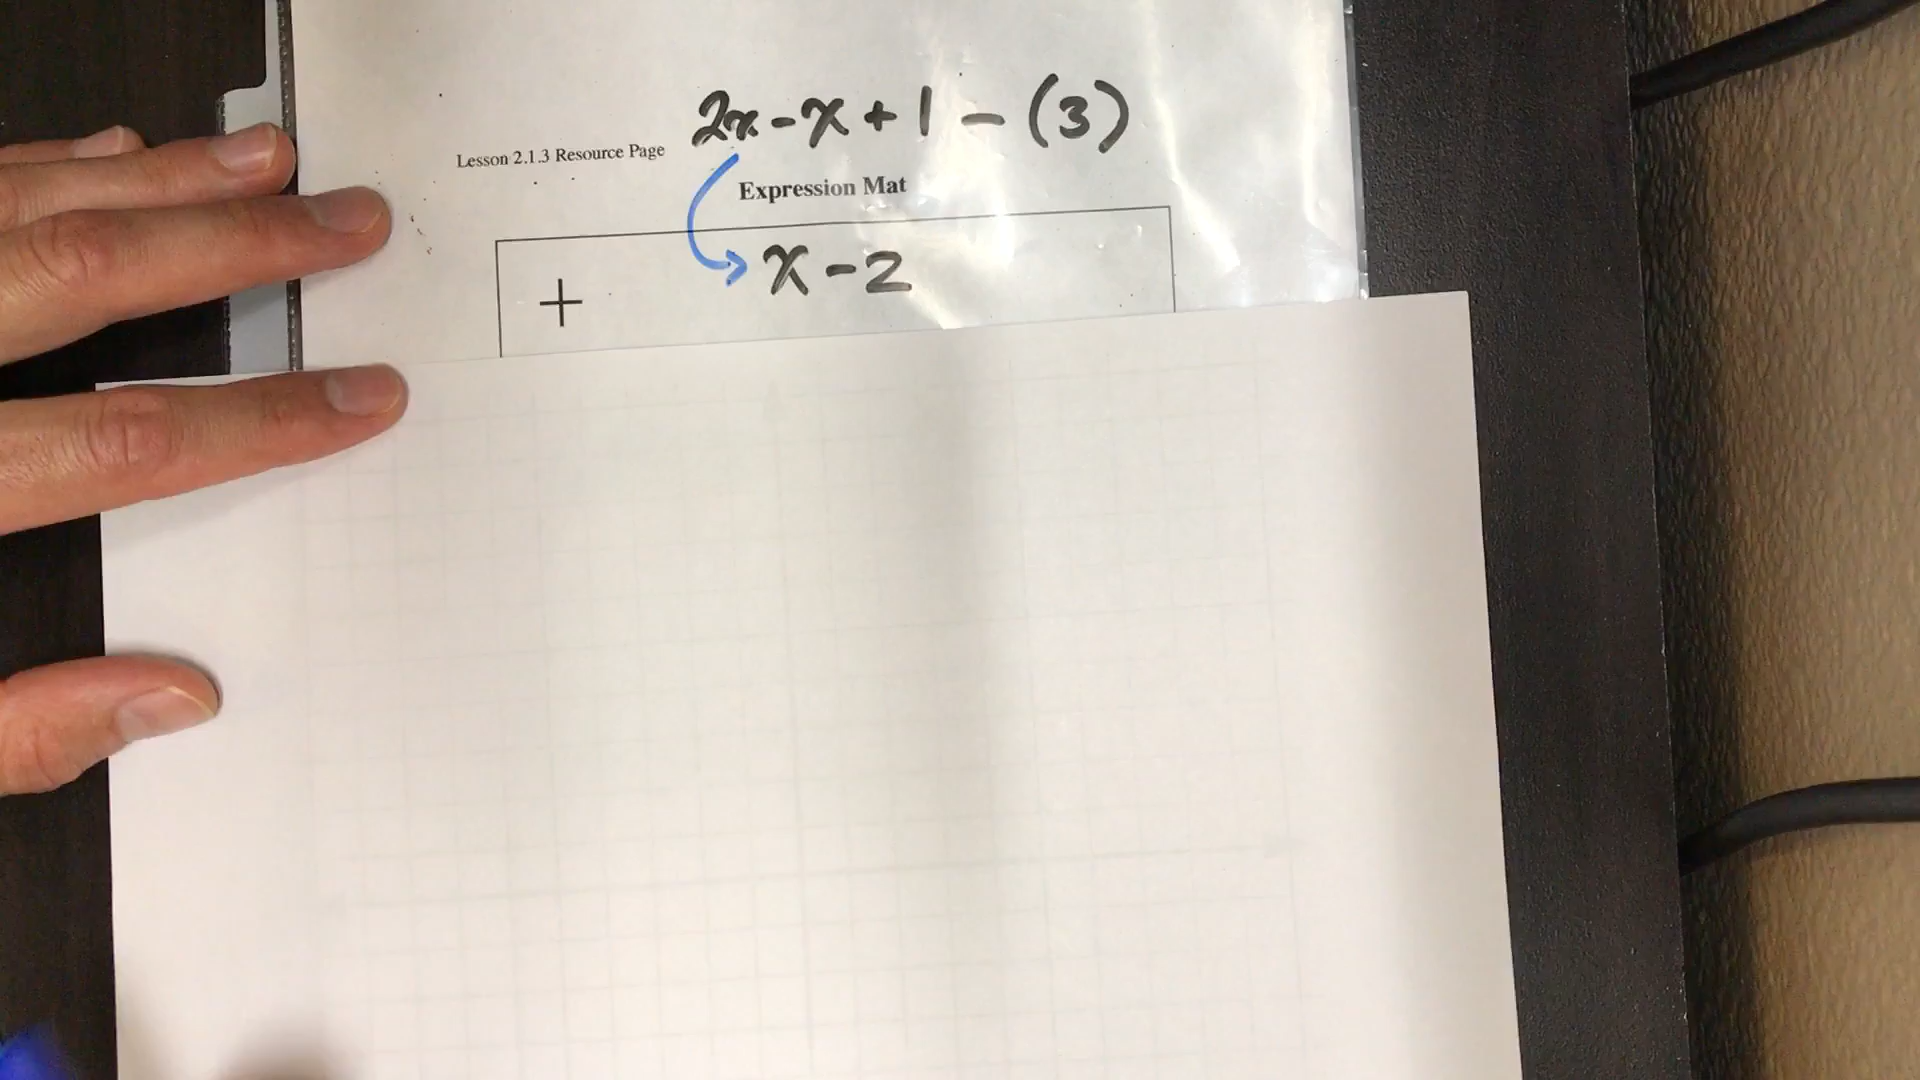 2x - x + 1 - (3)
Lesson 2.1.3 Resource Page
Expression Mat
x - 2
+